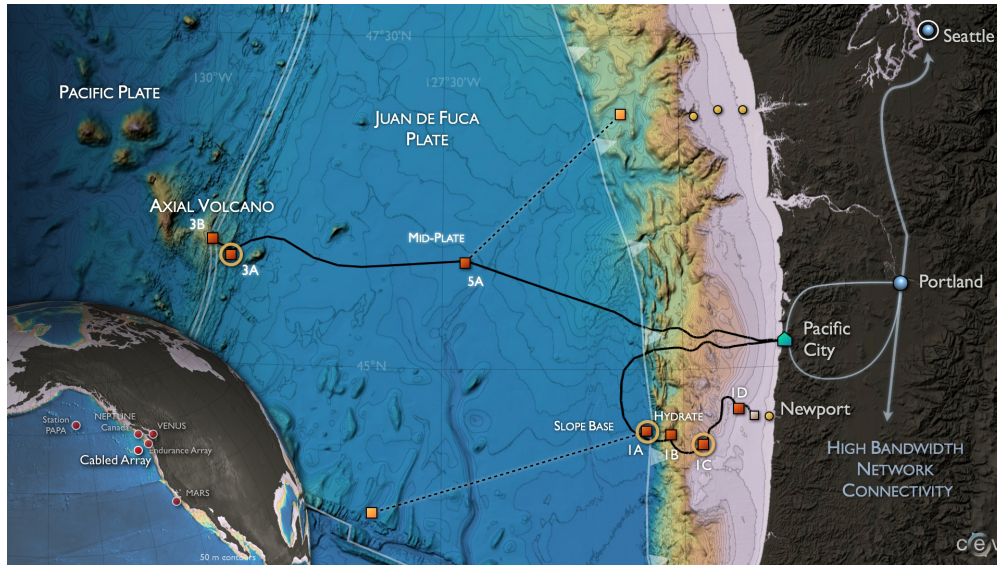 47°30'N
Seattle
130°W
127°30'W
PACIFIC PLATE
JUAN DE FUCA
PLATE
AXIAL VOLCANO
3B
MID-PLATE
3A
5A
Portland
Pacific
City
45°N
1D
NEPTUNE
Canada
VENUS
Station
PAPA
Endurance Array
Cabled Array
SLOPE BASE
HYDRATE
Newport
1A
1B
1C
HIGH BANDWIDTH
NETWORK
CONNECTIVITY
MARS
50 m contours
cev